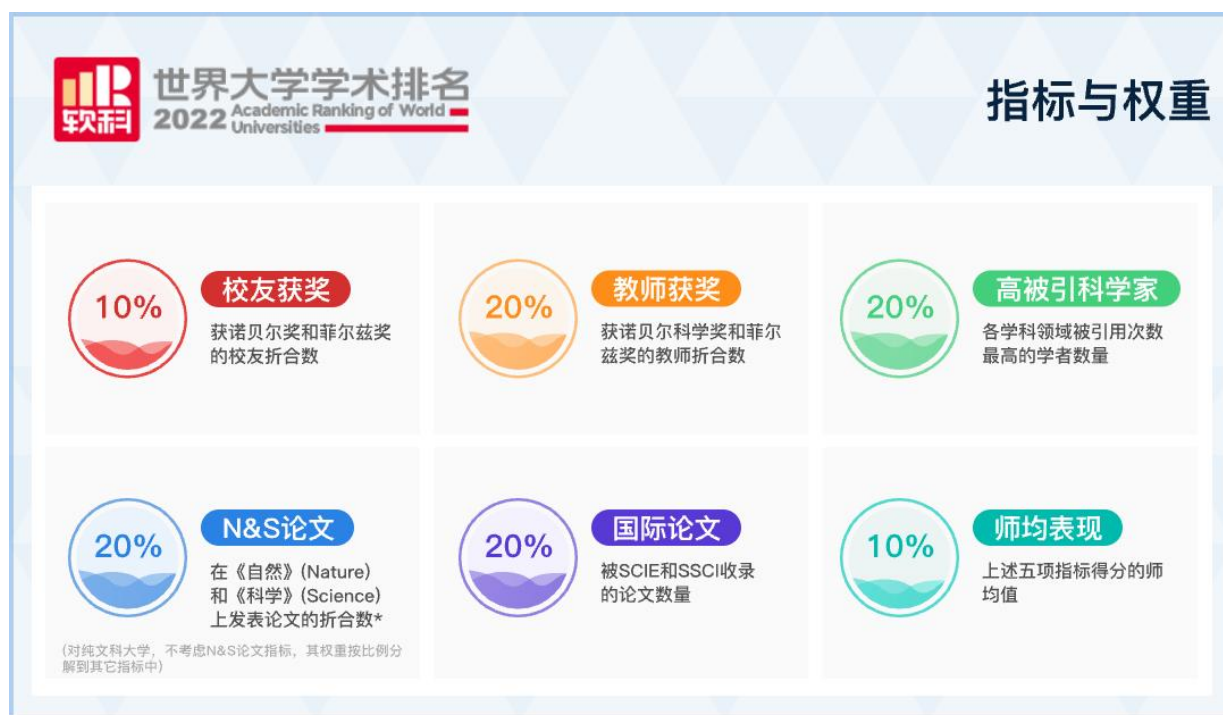 软科
世界大学学术排名
2022 Academic Ranking of World
Universities
指标与权重
10%
校友获奖
获诺贝尔奖和菲尔兹奖
的校友折合数
20%
教师获奖
获诺贝尔科学奖和菲尔
兹奖的教师折合数
20%
高被引科学家
各学科领域被引用次数
最高的学者数量
20%
N&S论文
在《自然》(Nature)
和《科学》(Science)
上发表论文的折合数*
(对纯文科大学，不考虑N&S论文指标，其权重按比例分
解到其它指标中)
20%
国际论文
被SCIE和SSCI收录
的论文数量
10%
师均表现
上述五项指标得分的师
均值